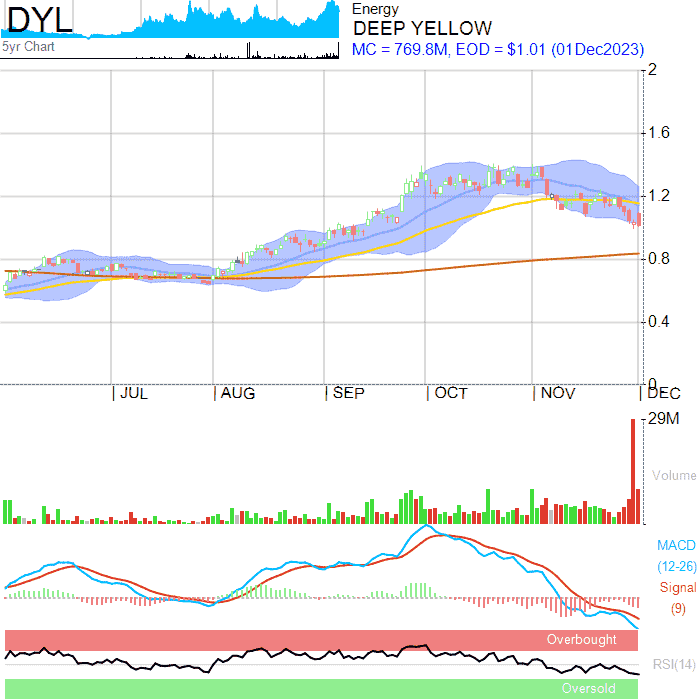 DYL
5yr Chart
Energy
DEEP YELLOW
MC = 769.8M, EOD = $1.01 (01Dec2023)
2
1.6
1.2
0.8
0.4
0
JUL AUG SEP OCT NOV DEC
29M
Volume
MACD
(12-26)
Signal
(9)
Overbought
RSI(14)
Oversold